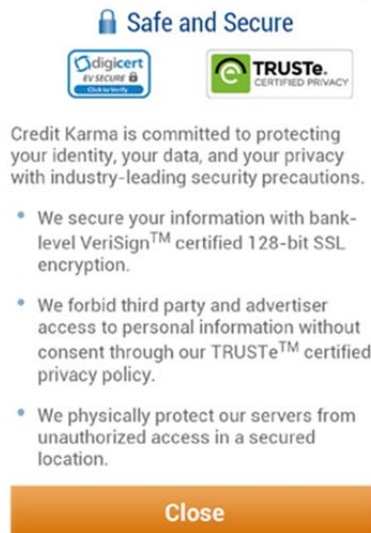 Safe and Secure
digicert
EV SECURE
Click to Verify
TRUSTe.
CERTIFIED PRIVACY
Credit Karma is committed to protecting
your identity, your data, and your privacy
with industry-leading security precautions.
We secure your information with bank-
level VeriSign™ certified 128-bit SSL
encryption.
We forbid third party and advertiser
access to personal information without
consent through our TRUSTe™ certified
privacy policy.
We physically protect our servers from
unauthorized access in a secured
location.
Close